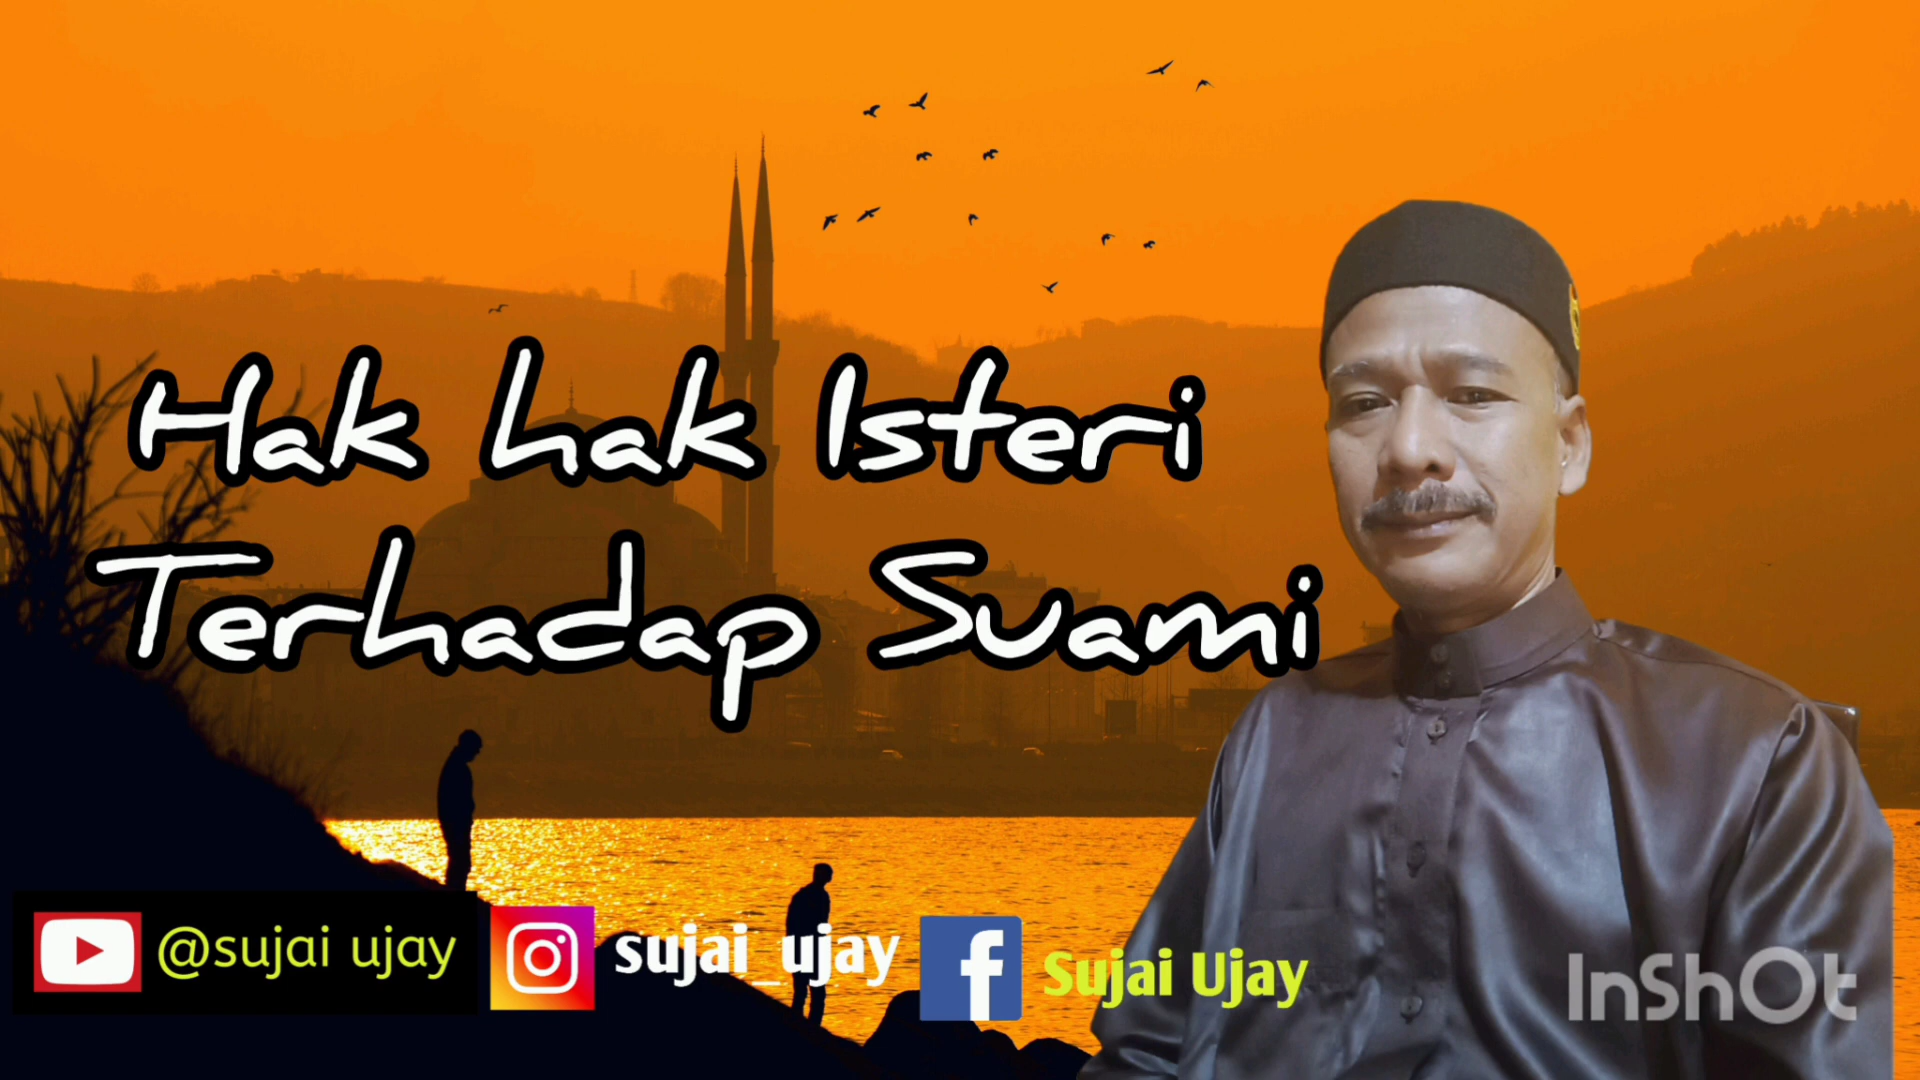 Hak hak Isteri
Terhadap Suami
@sujai ujay
sujai_ujay
Sujai Ujay
InShOt